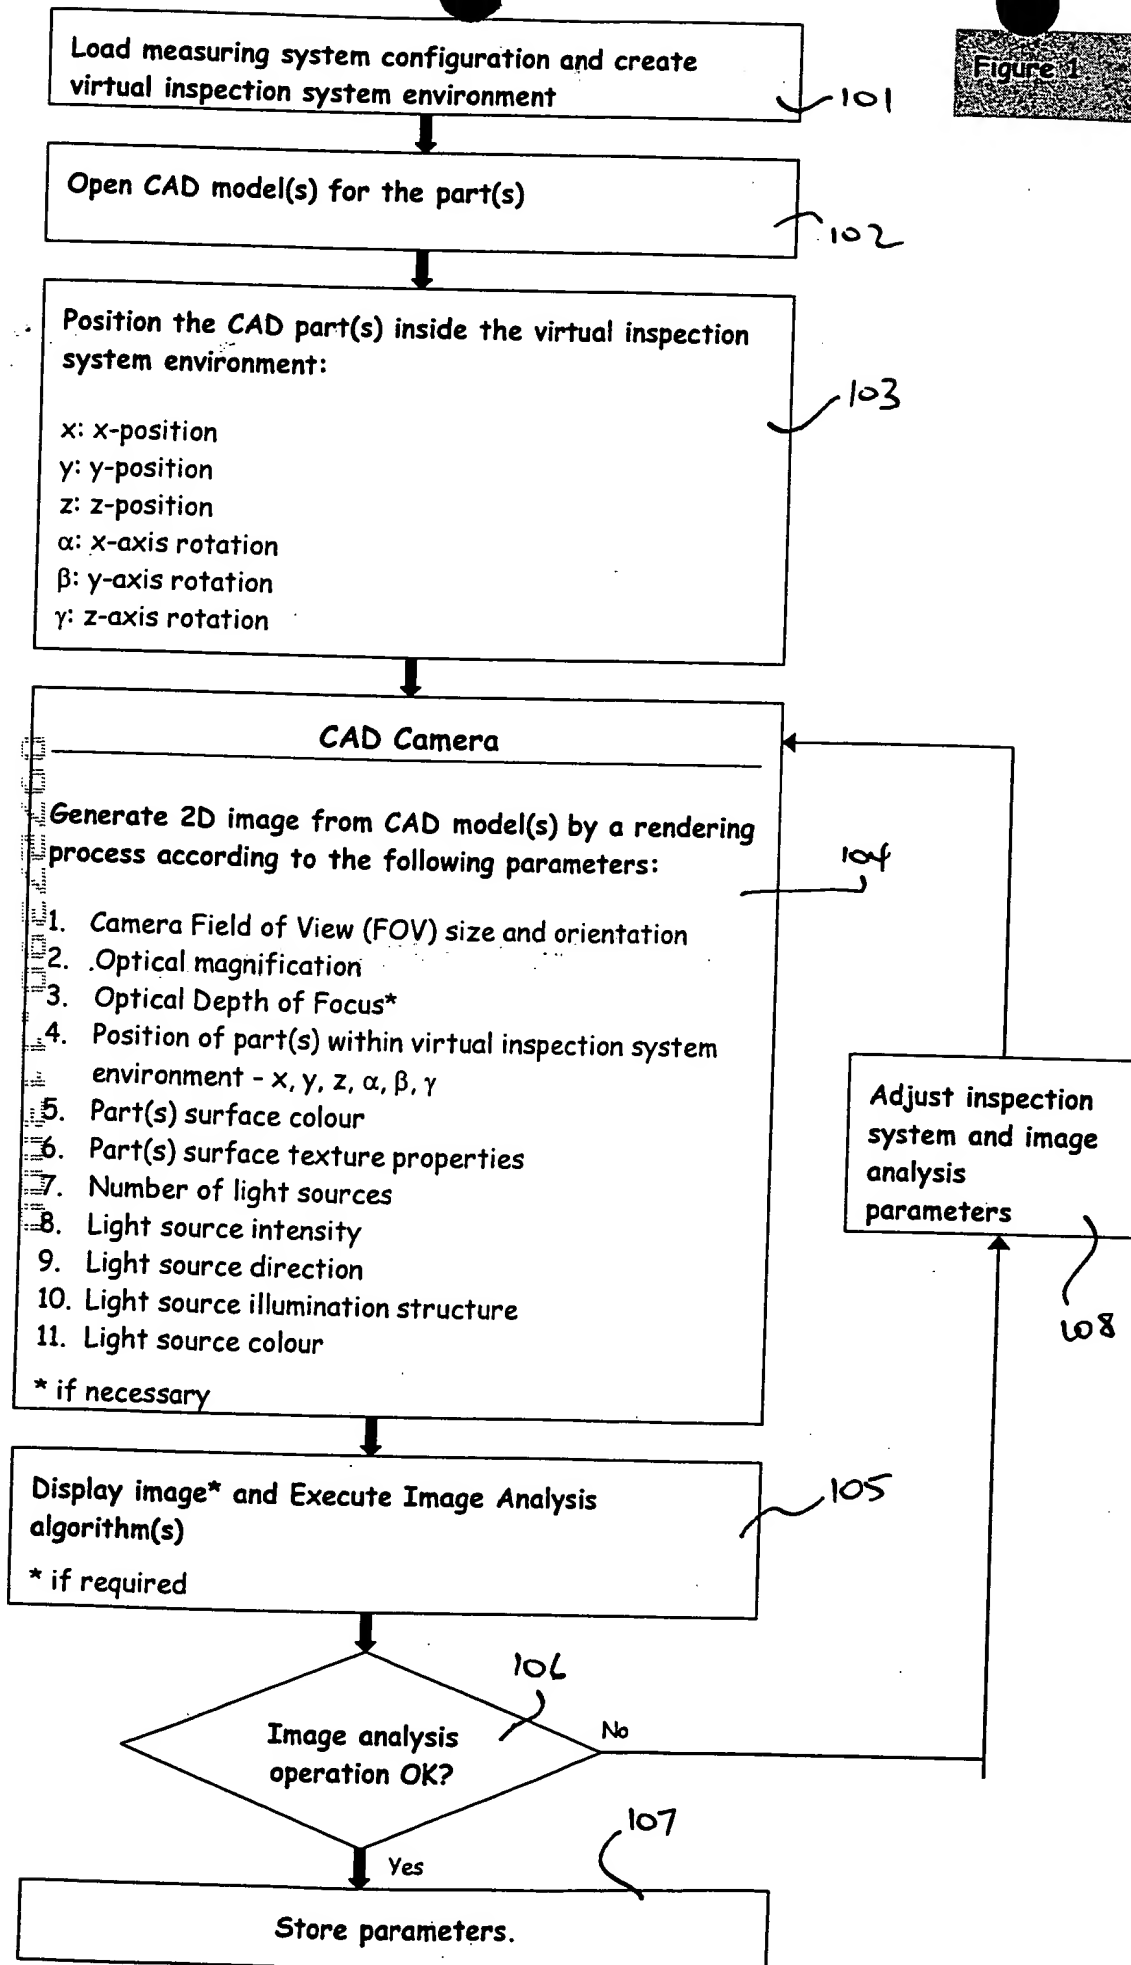 Figure 1
Load measuring system configuration and create
virtual inspection system environment
101
Open CAD model(s) for the part(s)
102
Position the CAD part(s) inside the virtual inspection
system environment:
x: x-position
y: y-position
z: z-position
α: x-axis rotation
β: y-axis rotation
γ: z-axis rotation
103
CAD Camera
Generate 2D image from CAD model(s) by a rendering
process according to the following parameters:
104
1. Camera Field of View (FOV) size and orientation
2. Optical magnification
3. Optical Depth of Focus*
4. Position of part(s) within virtual inspection system
environment - x, y, z, α, β, γ
5. Part(s) surface colour
6. Part(s) surface texture properties
7. Number of light sources
8. Light source intensity
9. Light source direction
10. Light source illumination structure
11. Light source colour
* if necessary
Adjust inspection
system and image
analysis
parameters
108
Display image* and Execute Image Analysis
algorithm(s)
* if required
105
106
Image analysis
operation OK?
No
Yes
107
Store parameters.